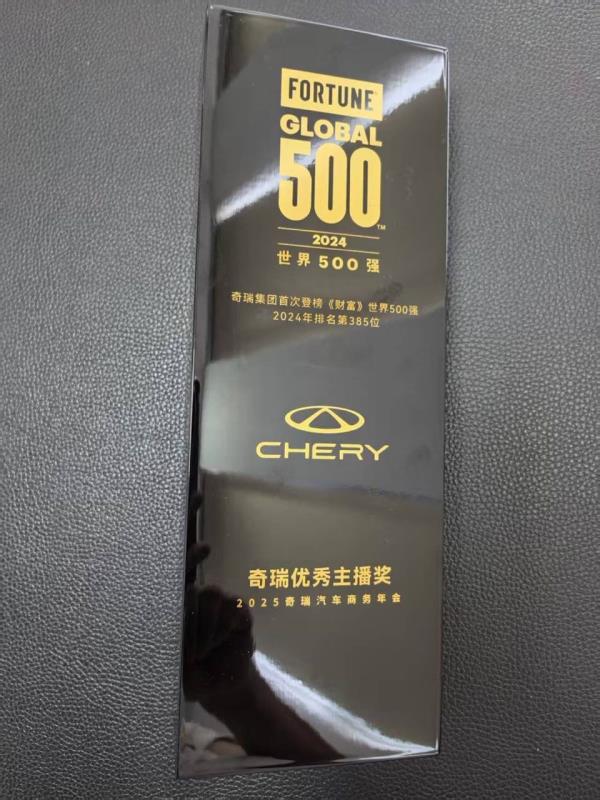 FORTUNE
GLOBAL
500™
2024
世界500强
奇瑞集团首次登榜《财富》世界500强
2024年排名第385位
CHERY
奇瑞优秀主播奖
2025奇瑞汽车商务年会